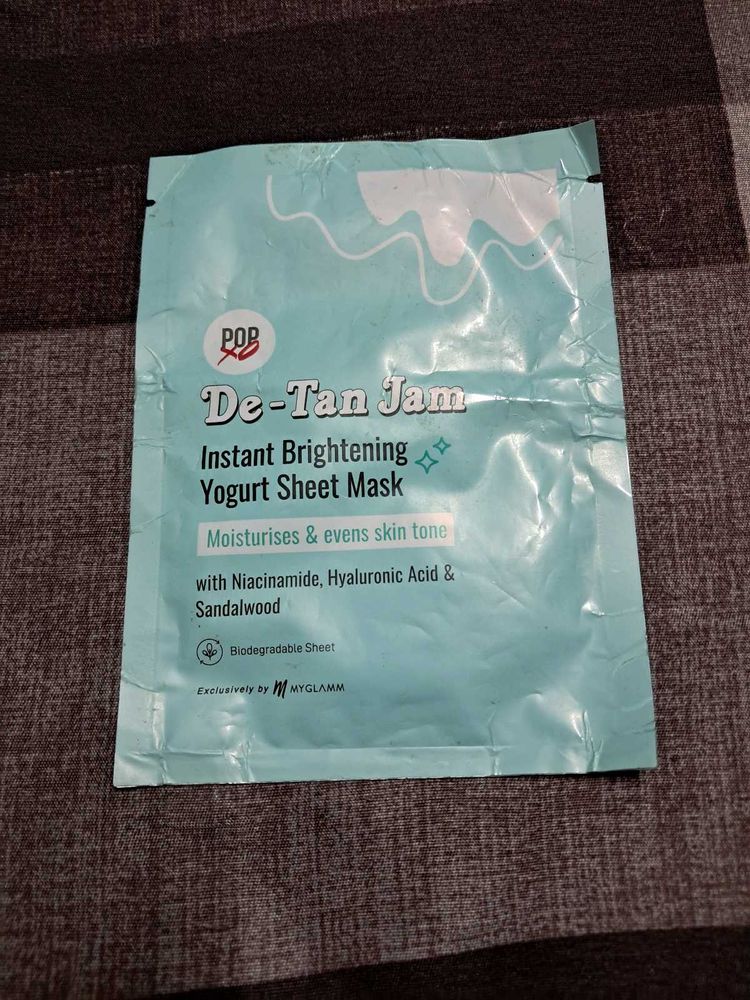 POP
XO
De-Tan Jam
Instant Brightening
Yogurt Sheet Mask
Moisturises & evens skin tone
with Niacinamide, Hyaluronic Acid &
Sandalwood
Biodegradable Sheet
Exclusively by M MYGLAMM